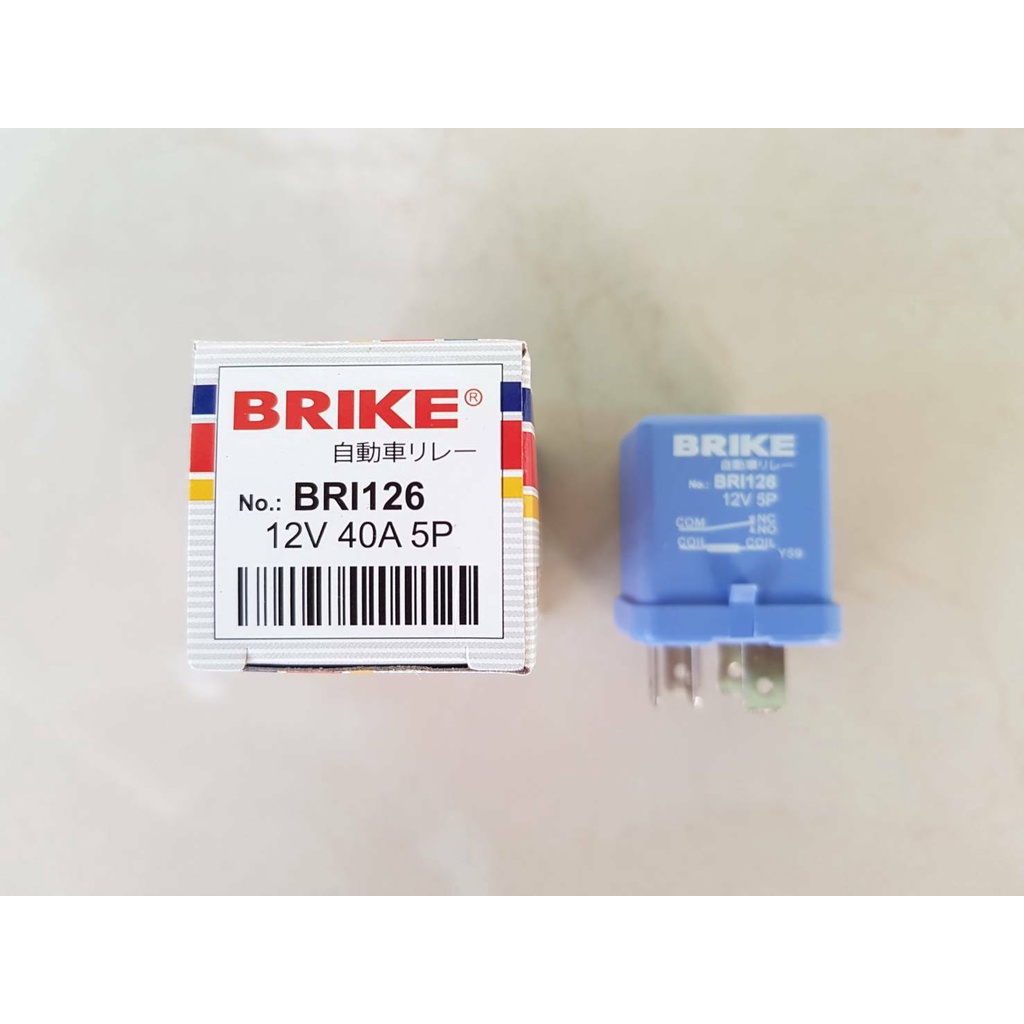 BRIKE®
自動車リレー
No.: BRI126
12V 40A 5P
BRIKE
自動車リレー
No.: BRI126
12V 5P
COM NC
NO
COIL COIL
Y59